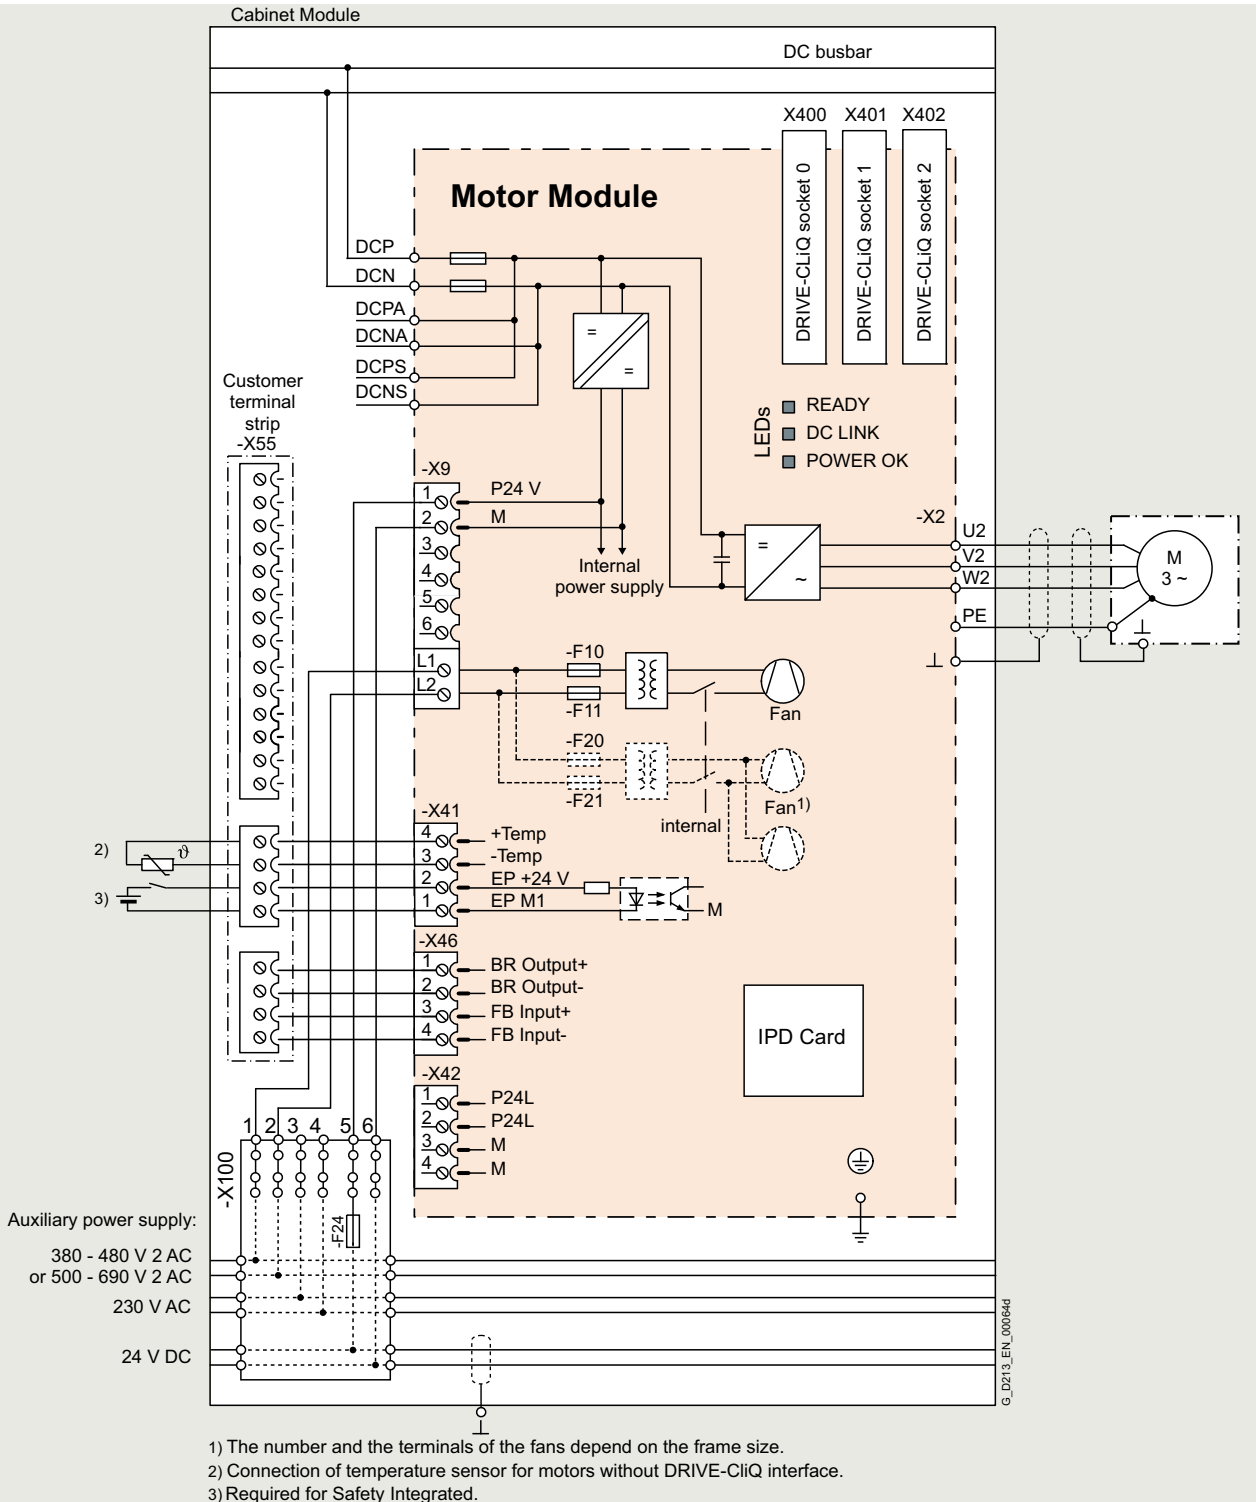 Cabinet Module
DC busbar
X400
X401
X402
DRIVE-CLiQ socket 0
DRIVE-CLiQ socket 1
DRIVE-CLiQ socket 2
Motor Module
DCP
DCN
DCPA
DCNA
DCPS
DCNS
=
=
Customer
terminal
strip
-X55
LEDs
READY
DC LINK
POWER OK
-X9
1
P24 V
2
M
3
4
5
6
Internal
power supply
=
~
-X2
U2
V2
W2
PE
M
3 ~
L1
L2
-F10
-F11
Fan
-F20
-F21
Fan1)
internal
-X41
4
+Temp
3
-Temp
2
EP +24 V
1
EP M1
M
2)
ϑ
3)
-X46
1
BR Output+
2
BR Output-
3
FB Input+
4
FB Input-
IPD Card
-X42
1
P24L
2
P24L
3
M
4
M
1 2 3 4 5 6
-X100
-F24
Auxiliary power supply:
380 - 480 V 2 AC
or 500 - 690 V 2 AC
230 V AC
24 V DC
G_D213_EN_00064d
1) The number and the terminals of the fans depend on the frame size.
2) Connection of temperature sensor for motors without DRIVE-CliQ interface.
3) Required for Safety Integrated.